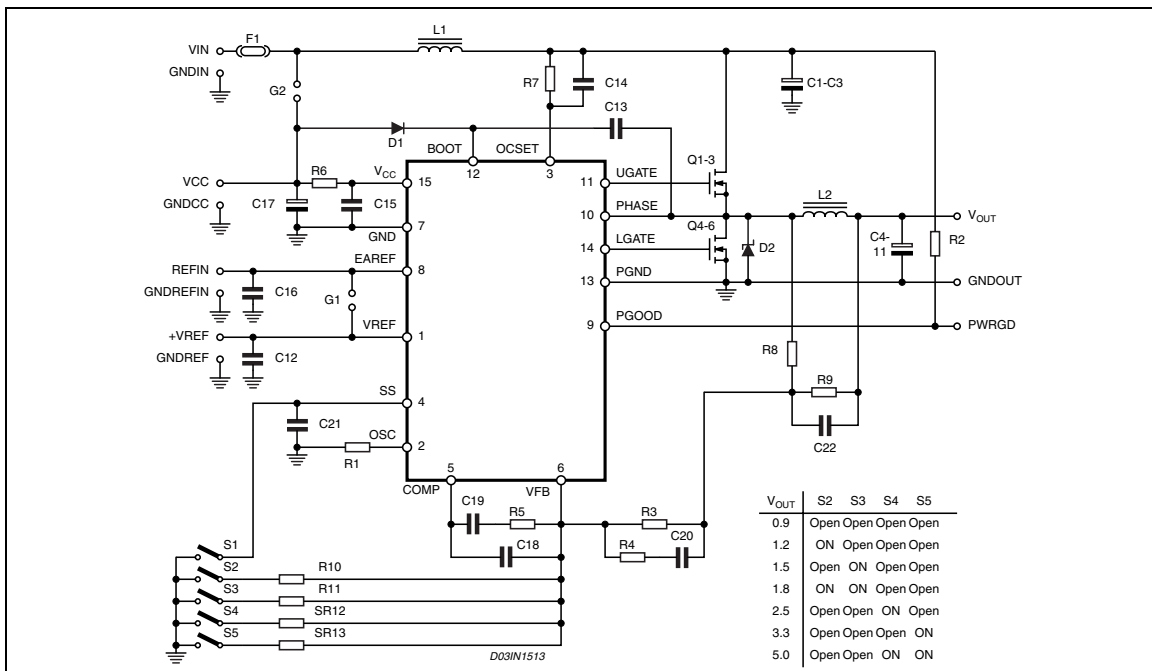 L1
VIN F1
GNDIN
G2
R7 C14
C1-C3
C13
D1
BOOT OCSET
12 3
Q1-3
R6 VCC 15
11 UGATE
VCC
GNDCC
C17 C15
L2
10 PHASE
VOUT
7
GND
Q4-6
14 LGATE
D2
C4-
11
R2
EAREF
REFIN 8
13 PGND
GNDOUT
GNDREFIN
C16
G1
9 PGOOD
PWRGD
VREF
+VREF 1
GNDREF
C12
R8
SS
4
R9
C21
OSC
2
R1
C22
5 6
COMP VFB
C19 R5
R3
C20
R4
C18
S1
S2 R10
S3 R11
S4 SR12
S5 SR13
D03IN1513
VOUT S2 S3 S4 S5
0.9 Open Open Open Open
1.2 ON Open Open Open
1.5 Open ON Open Open
1.8 ON ON Open Open
2.5 Open Open ON Open
3.3 Open Open Open ON
5.0 Open Open ON ON